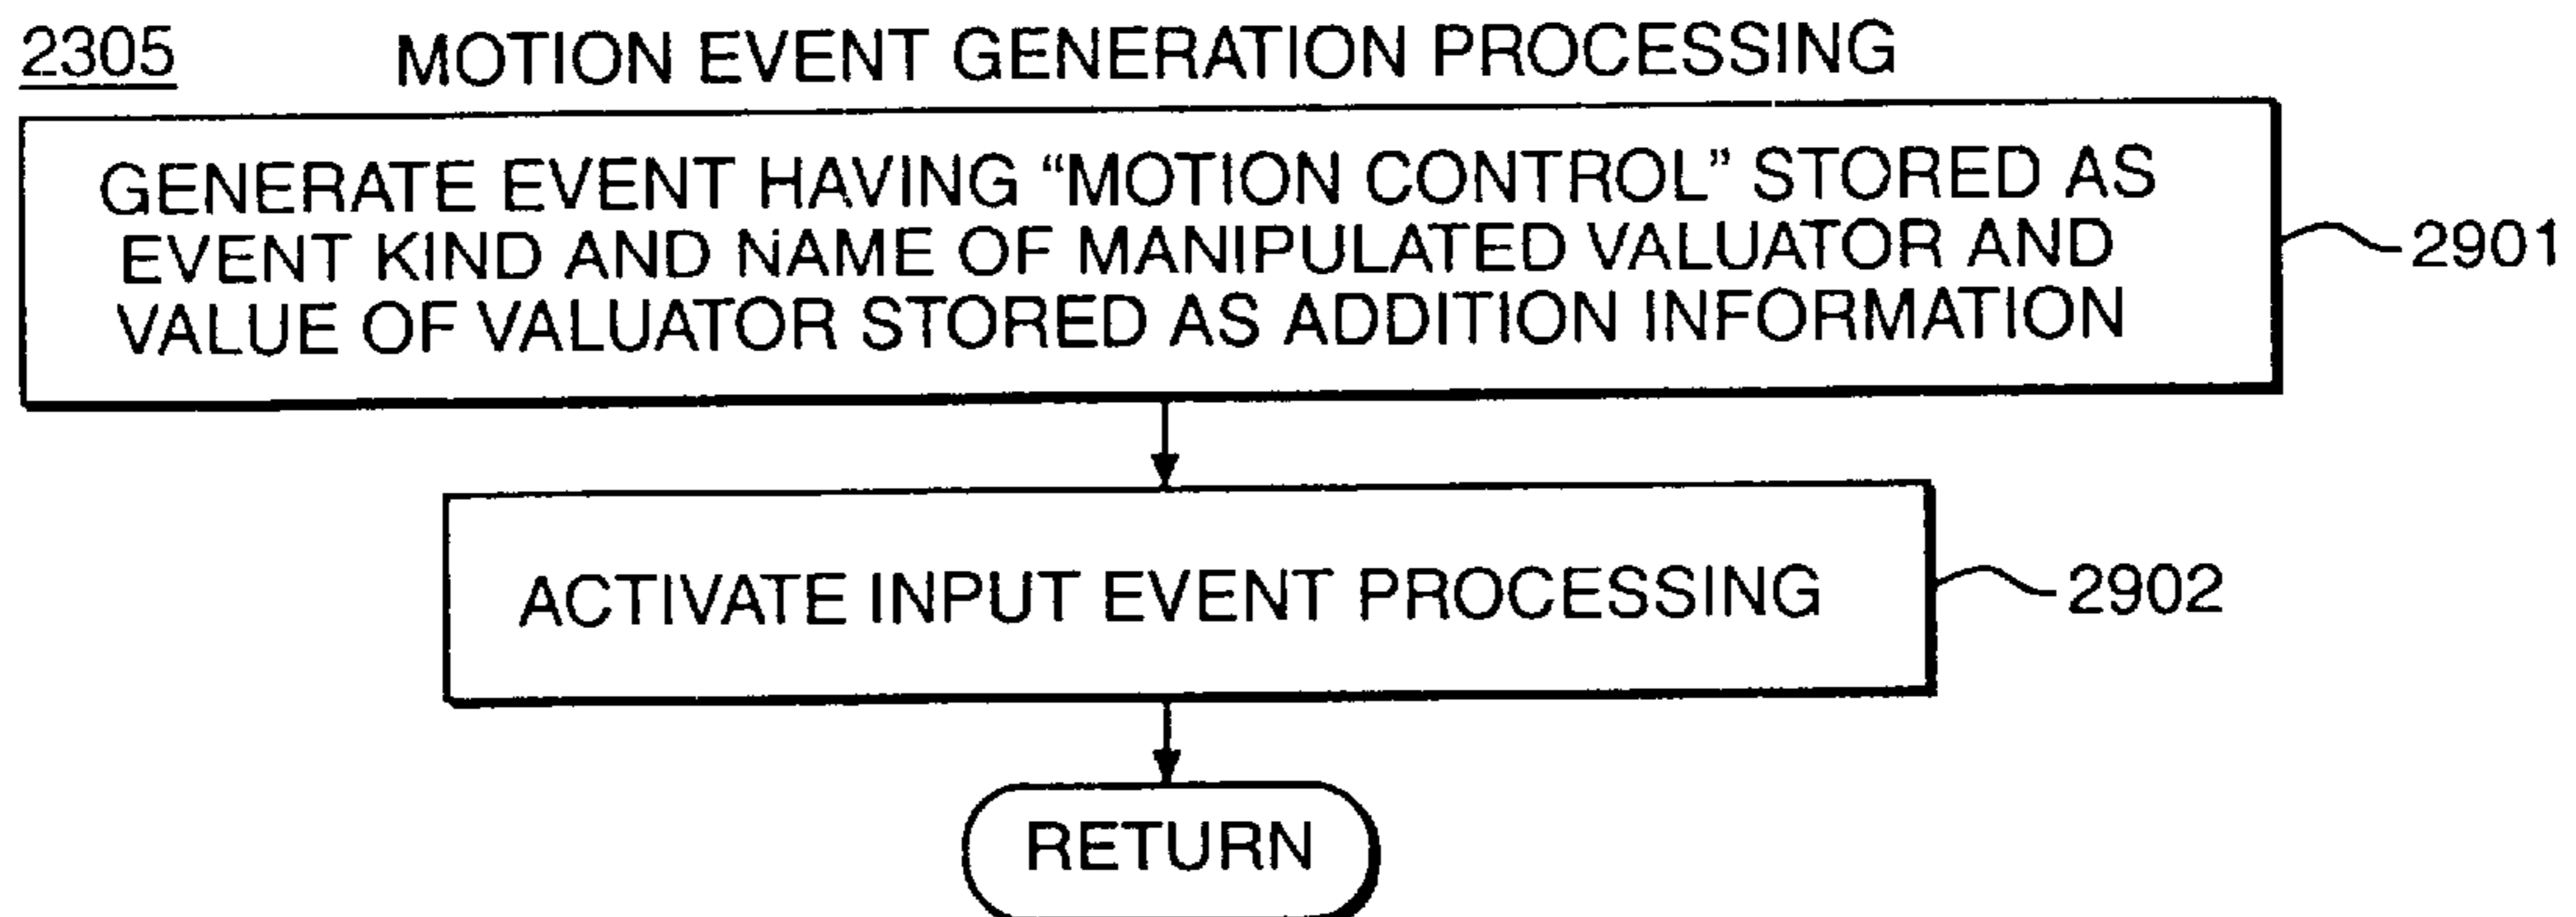 2305 MOTION EVENT GENERATION PROCESSING
GENERATE EVENT HAVING “MOTION CONTROL” STORED AS
EVENT KIND AND NAME OF MANIPULATED VALUATOR AND
VALUE OF VALUATOR STORED AS ADDITION INFORMATION
2901
ACTIVATE INPUT EVENT PROCESSING
2902
RETURN